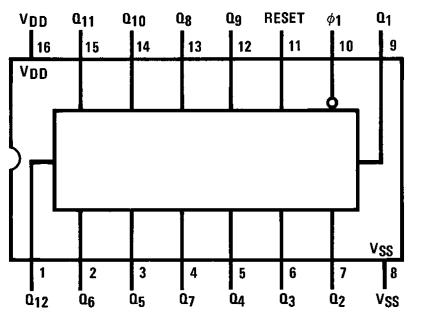 VDD Q11 Q10 Q8 Q9 RESET ϕ1 Q1
16 15 14 13 12 11 10 9
VDD
VSS
1 2 3 4 5 6 7 8
Q12 Q6 Q5 Q7 Q4 Q3 Q2 VSS